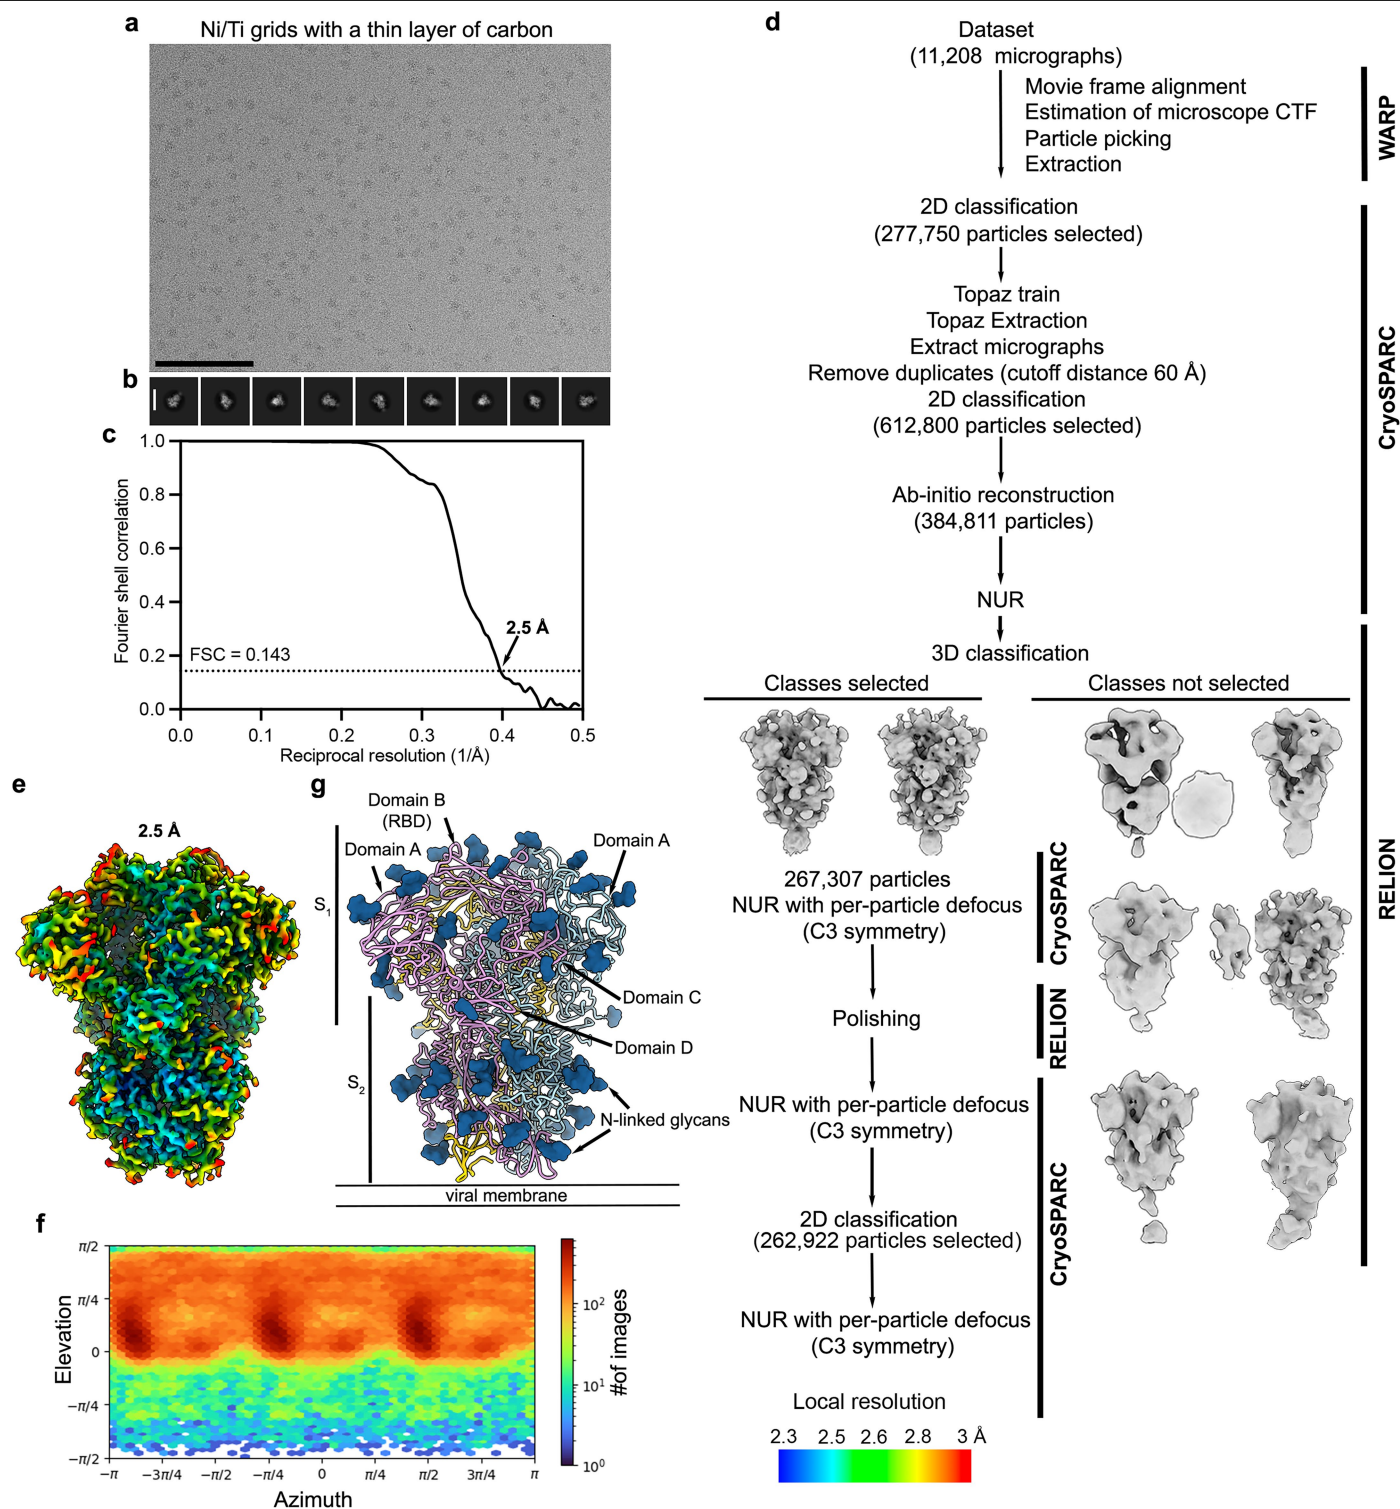 a
Ni/Ti grids with a thin layer of carbon
b
c
1.0
0.8
0.6
0.4
0.2
0.0
Fourier shell correlation
FSC = 0.143
2.5 Å
0.0 0.1 0.2 0.3 0.4 0.5
Reciprocal resolution (1/Å)
d
Dataset
(11,208 micrographs)
Movie frame alignment
Estimation of microscope CTF
Particle picking
Extraction
WARP
2D classification
(277,750 particles selected)
Topaz train
Topaz Extraction
Extract micrographs
Remove duplicates (cutoff distance 60 Å)
2D classification
(612,800 particles selected)
Ab-initio reconstruction
(384,811 particles)
NUR
CryoSPARC
3D classification
Classes selected
Classes not selected
267,307 particles
NUR with per-particle defocus
(C3 symmetry)
CryoSPARC
Polishing
RELION
NUR with per-particle defocus
(C3 symmetry)
2D classification
(262,922 particles selected)
NUR with per-particle defocus
(C3 symmetry)
CryoSPARC
RELION
Local resolution
2.3 2.5 2.6 2.8 3 Å
e
2.5 Å
g
Domain B
(RBD)
Domain A
Domain A
S1
Domain C
Domain D
S2
N-linked glycans
viral membrane
f
π/2
π/4
0
−π/4
−π/2
Elevation
−π −3π/4 −π/2 −π/4 0 π/4 π/2 3π/4 π
Azimuth
10²
10¹
10⁰
#of images